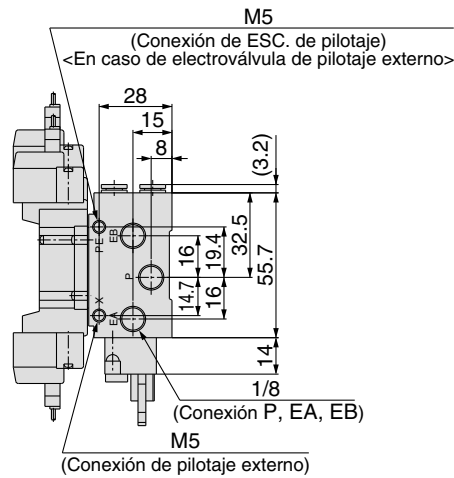 M5
(Conexión de ESC. de pilotaje)
<En caso de electroválvula de pilotaje externo>
28
15
8
(3.2)
PE
EB
P
X
EA
16
19.4
32.5
55.7
14.7
16
14
1/8
(Conexión P, EA, EB)
M5
(Conexión de pilotaje externo)